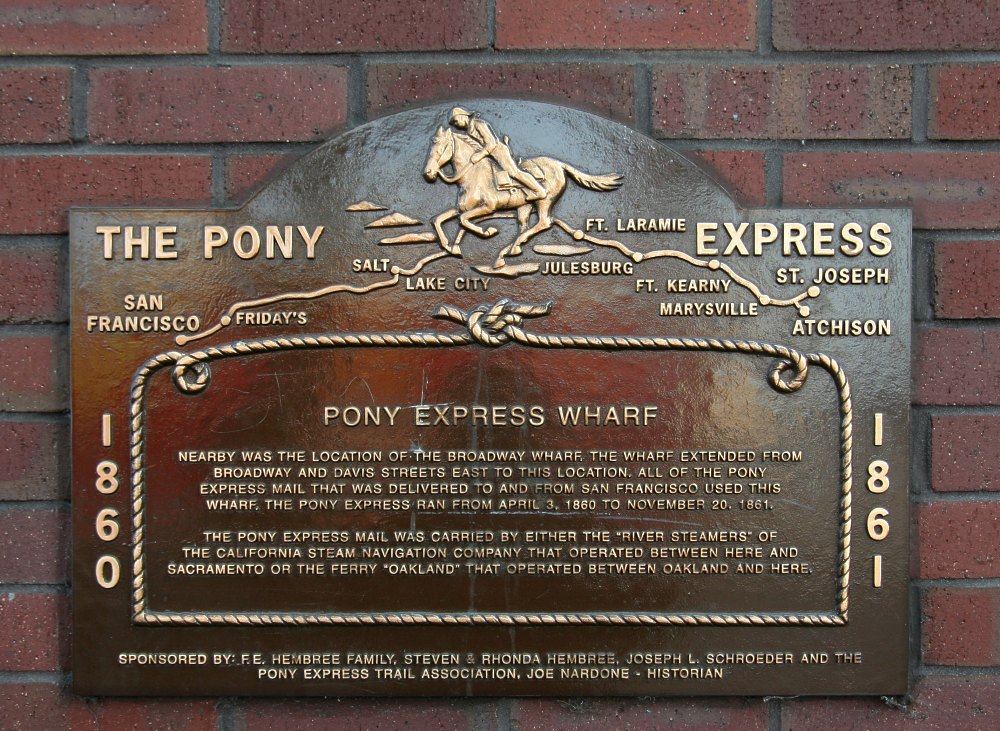 THE PONY EXPRESS
FT. LARAMIE
SALT
LAKE CITY
JULESBURG
FT. KEARNY
ST. JOSEPH
SAN
FRANCISCO
FRIDAY'S
MARYSVILLE
ATCHISON
1860
1861
PONY EXPRESS WHARF
NEARBY WAS THE LOCATION OF THE BROADWAY WHARF. THE WHARF EXTENDED FROM
BROADWAY AND DAVIS STREETS EAST TO THIS LOCATION. ALL OF THE PONY
EXPRESS MAIL THAT WAS DELIVERED TO AND FROM SAN FRANCISCO USED THIS
WHARF. THE PONY EXPRESS RAN FROM APRIL 3, 1860 TO NOVEMBER 20, 1861.
THE PONY EXPRESS MAIL WAS CARRIED BY EITHER THE "RIVER STEAMERS" OF
THE CALIFORNIA STEAM NAVIGATION COMPANY THAT OPERATED BETWEEN HERE AND
SACRAMENTO OR THE FERRY "OAKLAND" THAT OPERATED BETWEEN OAKLAND AND HERE.
SPONSORED BY: F.E. HEMBREE FAMILY, STEVEN & RHONDA HEMBREE, JOSEPH L. SCHROEDER AND THE
PONY EXPRESS TRAIL ASSOCIATION, JOE NARDONE - HISTORIAN